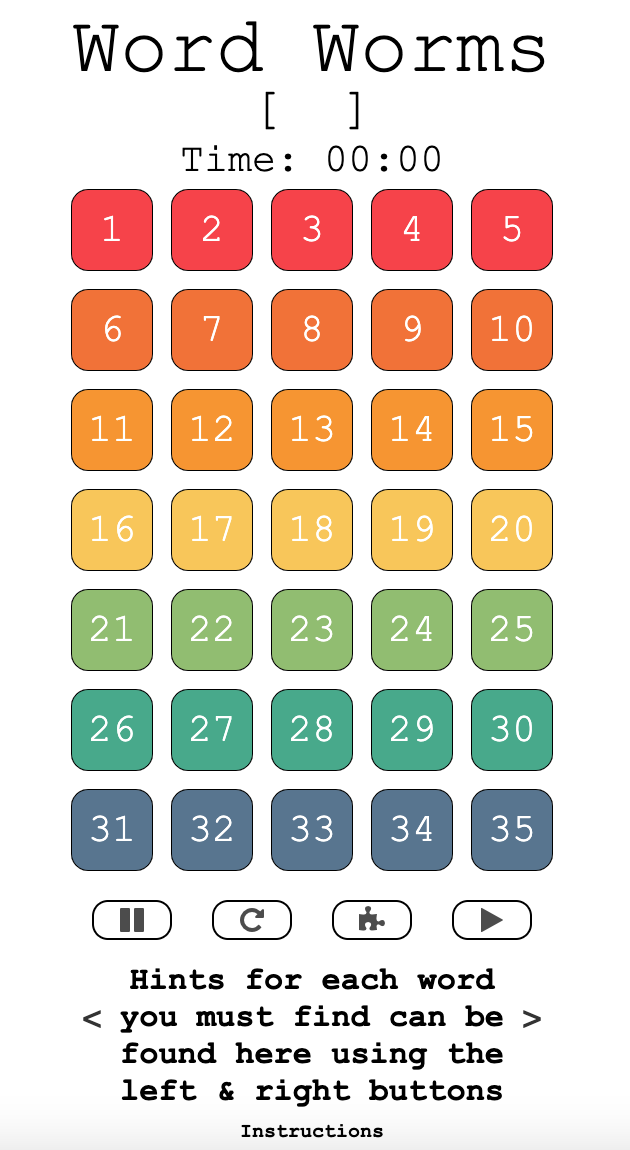 Word Worms
[  ]
Time: 00:00
1 2 3 4 5
6 7 8 9 10
11 12 13 14 15
16 17 18 19 20
21 22 23 24 25
26 27 28 29 30
31 32 33 34 35
Hints for each word
< you must find can be >
found here using the
left & right buttons
Instructions